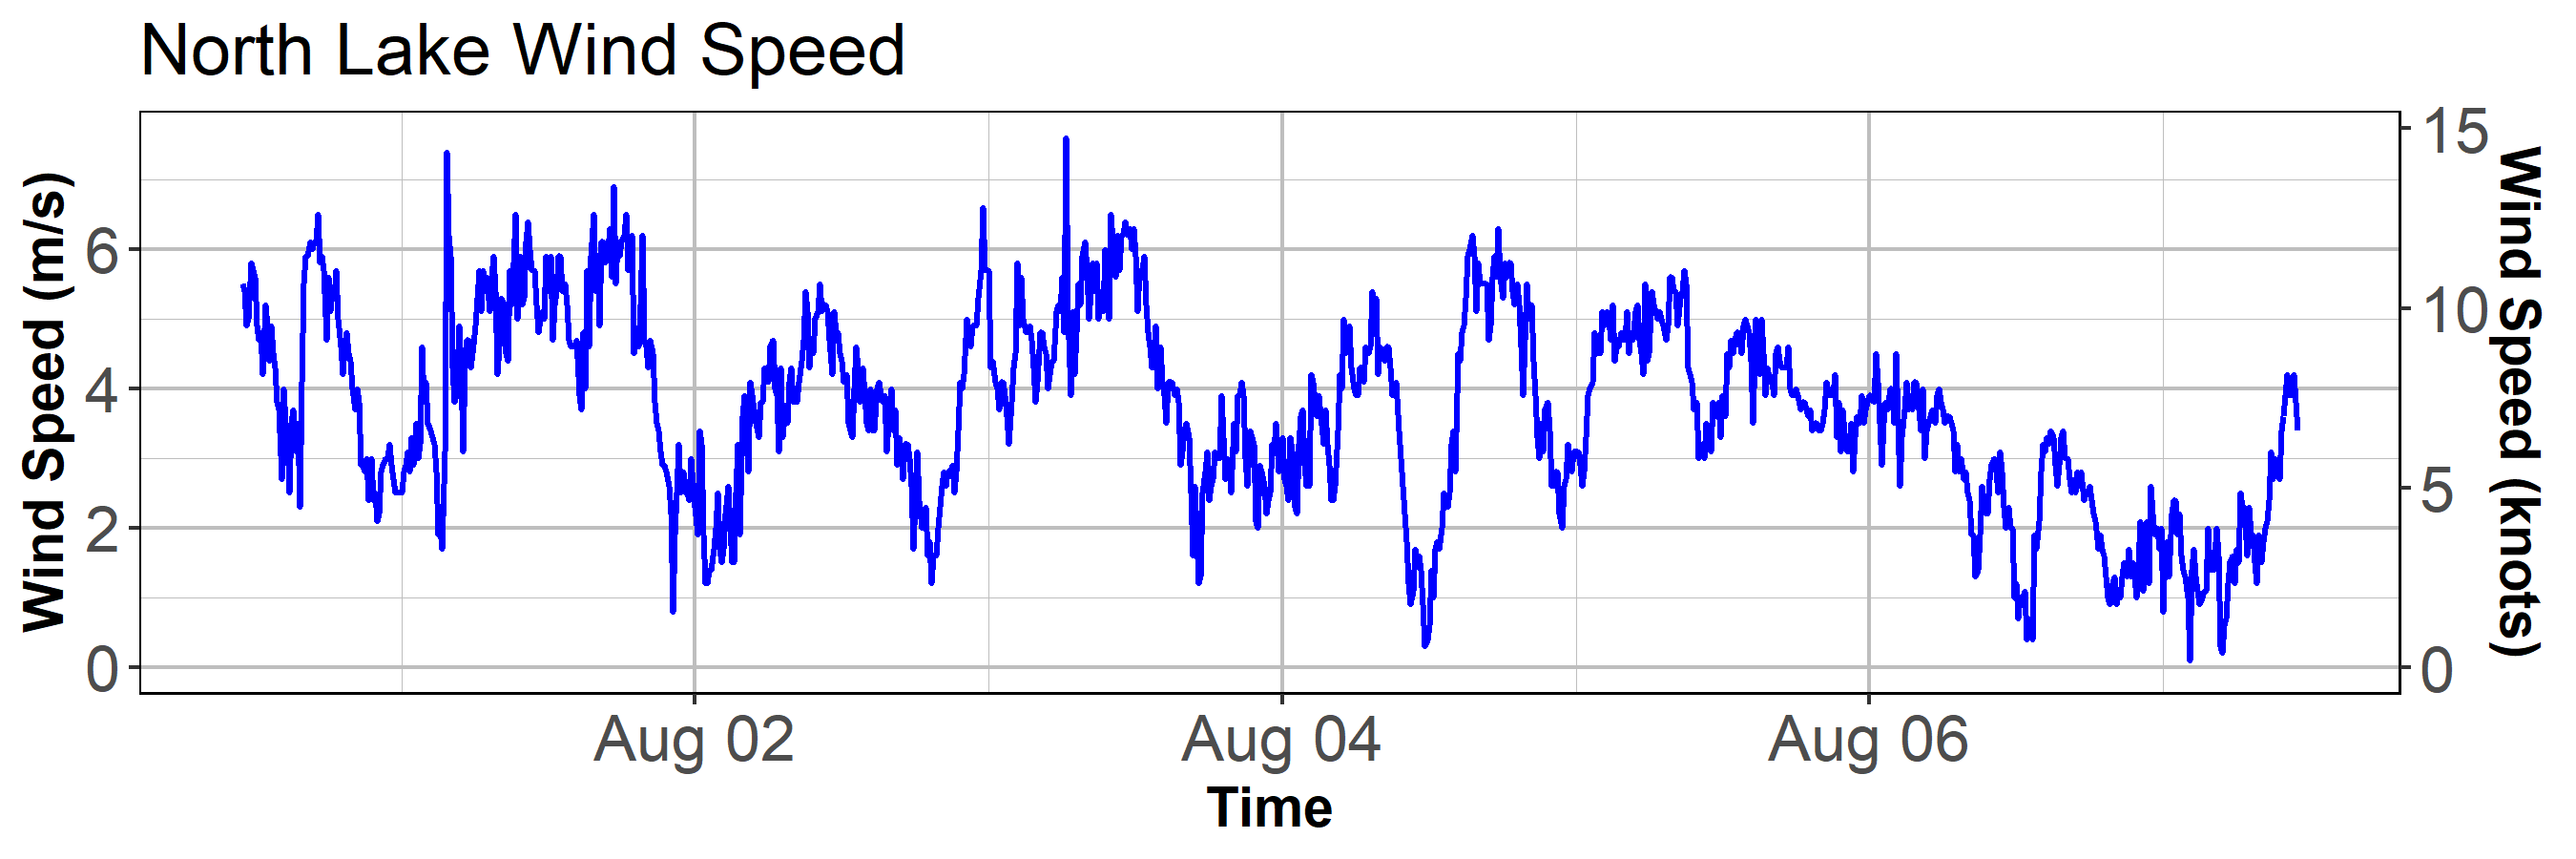 North Lake Wind Speed
Wind Speed (m/s)
6
4
2
0
15
10
5
0
Wind Speed (knots)
Aug 02
Aug 04
Aug 06
Time